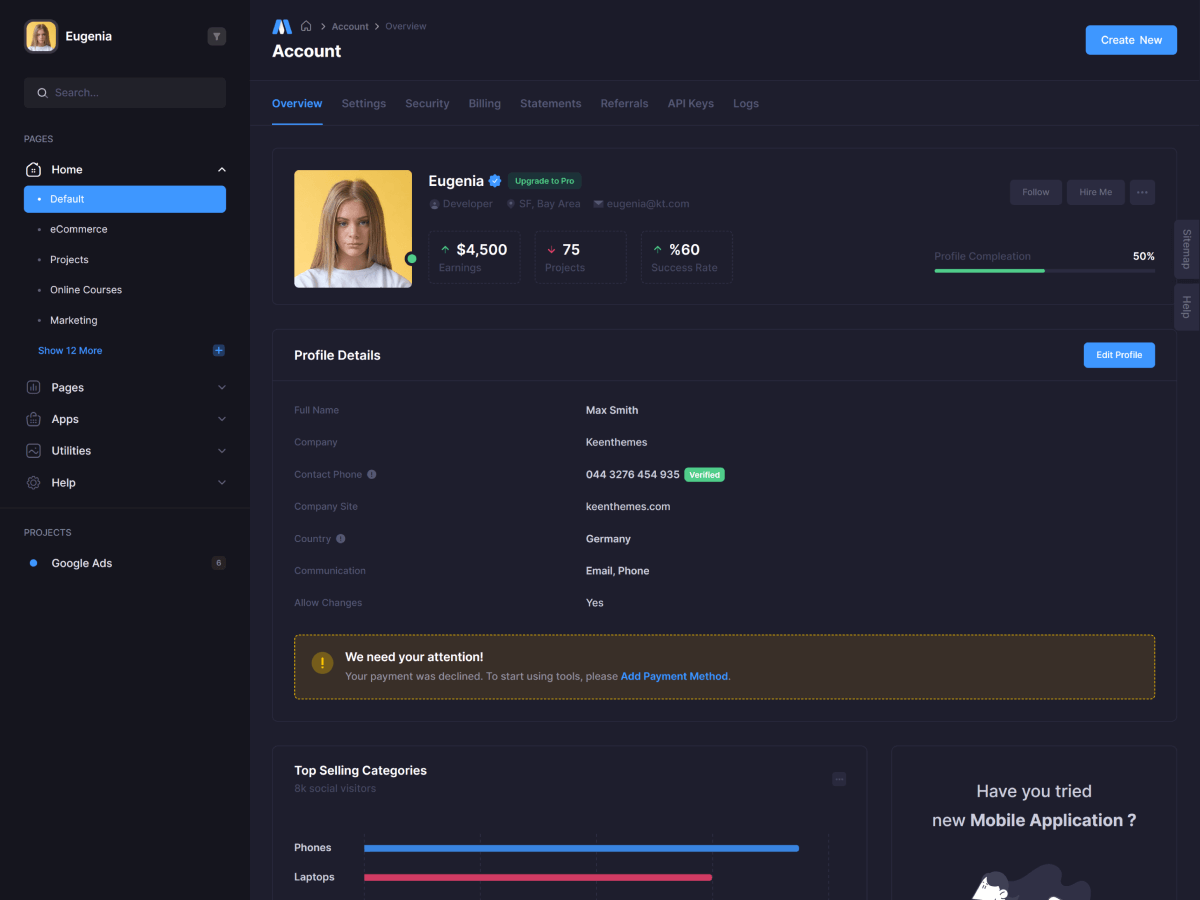 Eugenia
Search...
PAGES
Home
Default
eCommerce
Projects
Online Courses
Marketing
Show 12 More
Pages
Apps
Utilities
Help
PROJECTS
Google Ads 6
Account Overview
Account
Create New
Overview Settings Security Billing Statements Referrals API Keys Logs
Eugenia Upgrade to Pro
Developer SF, Bay Area eugenia@kt.com
Follow Hire Me
$4,500 75 %60
Earnings Projects Success Rate
Profile Compleation 50%
Sitemap
Help
Profile Details Edit Profile
Full Name Max Smith
Company Keenthemes
Contact Phone 044 3276 454 935 Verified
Company Site keenthemes.com
Country Germany
Communication Email, Phone
Allow Changes Yes
We need your attention!
Your payment was declined. To start using tools, please Add Payment Method.
Top Selling Categories
8k social visitors
Phones
Laptops
Have you tried
new Mobile Application ?